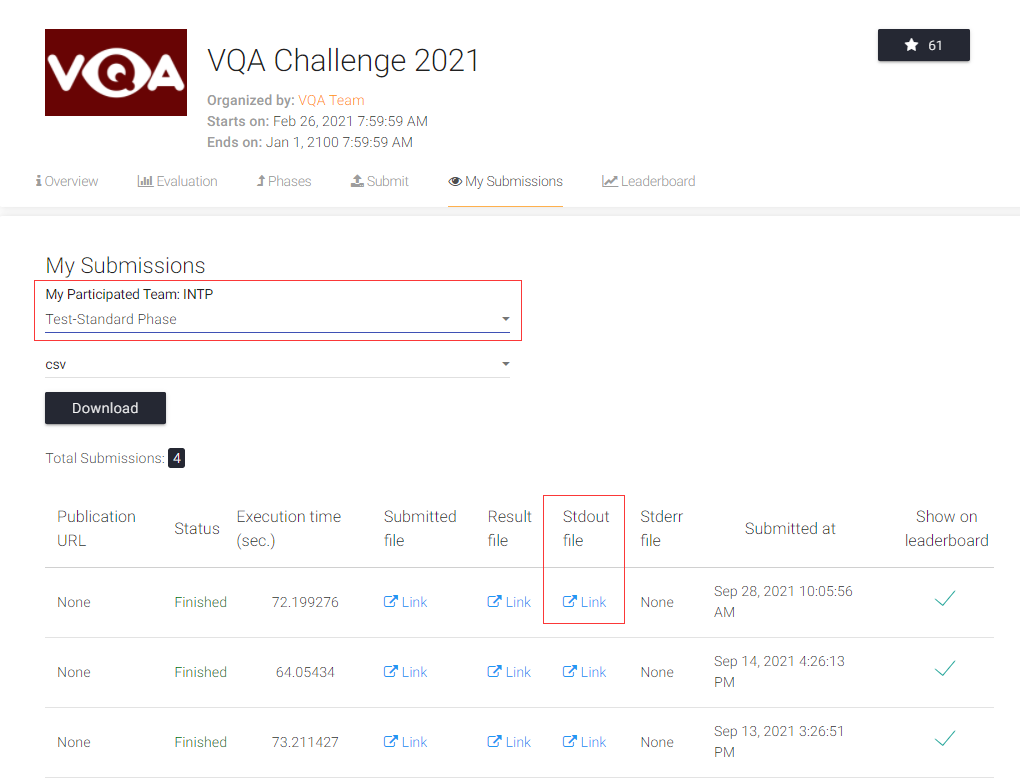 VQA
VQA Challenge 2021
61
Organized by: VQA Team
Starts on: Feb 26, 2021 7:59:59 AM
Ends on: Jan 1, 2100 7:59:59 AM
Overview Evaluation Phases Submit My Submissions Leaderboard
My Submissions
My Participated Team: INTP
Test-Standard Phase
csv
Download
Total Submissions: 4
Publication URL Status Execution time (sec.) Submitted file Result file Stdout file Stderr file Submitted at Show on leaderboard
None Finished 72.199276 Link Link Link None Sep 28, 2021 10:05:56 AM
None Finished 64.05434 Link Link Link None Sep 14, 2021 4:26:13 PM
None Finished 73.211427 Link Link Link None Sep 13, 2021 3:26:51 PM